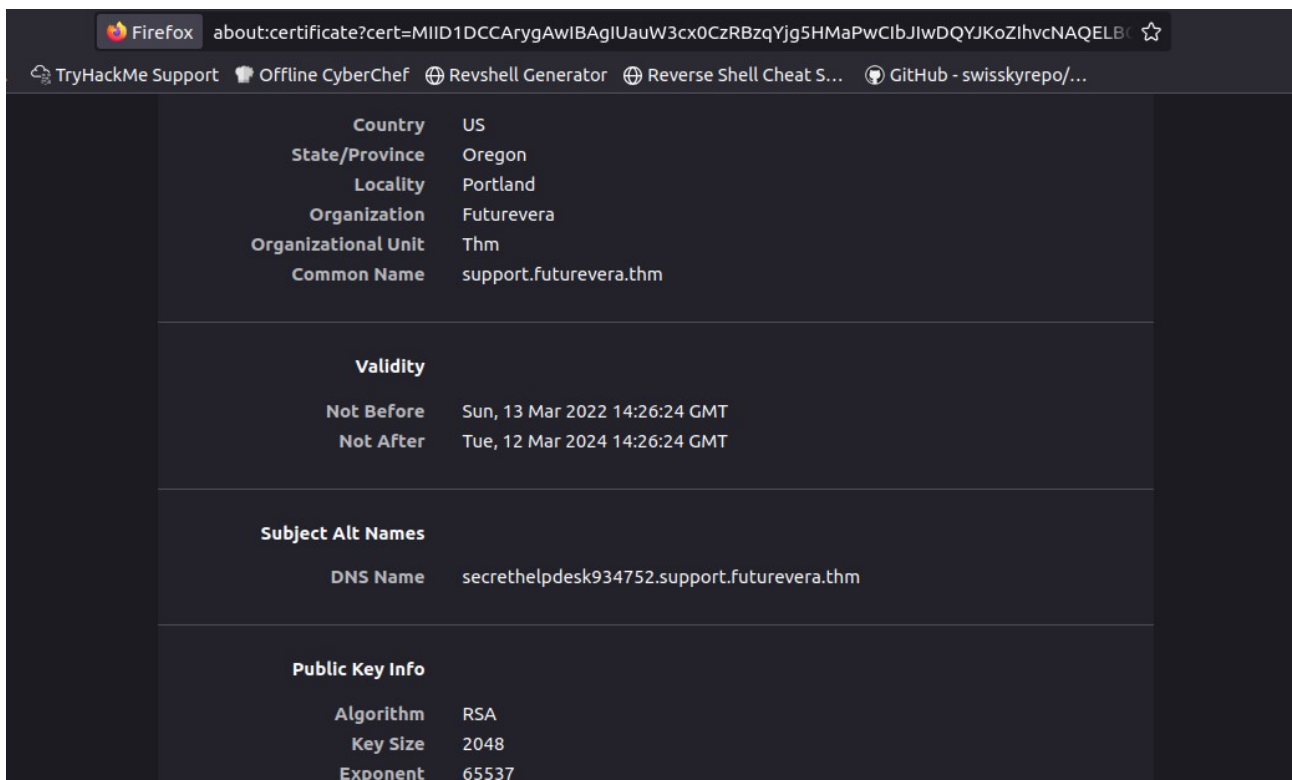 Firefox about:certificate?cert=MIID1DCCArygAwIBAgIUauW3cx0CzRBzqYjg5HMaPwCIbJIwDQYJKoZIhvcNAQELB
TryHackMe Support Offline CyberChef Revshell Generator Reverse Shell Cheat S... GitHub - swisskyrepo/...
Country US
State/Province Oregon
Locality Portland
Organization Futurevera
Organizational Unit Thm
Common Name support.futurevera.thm
Validity
Not Before Sun, 13 Mar 2022 14:26:24 GMT
Not After Tue, 12 Mar 2024 14:26:24 GMT
Subject Alt Names
DNS Name secrethelpdesk934752.support.futurevera.thm
Public Key Info
Algorithm RSA
Key Size 2048
Exponent 65537